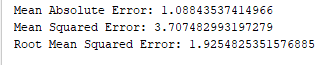 Mean Absolute Error: 1.08843537414966
Mean Squared Error: 3.707482993197279
Root Mean Squared Error: 1.9254825351576885